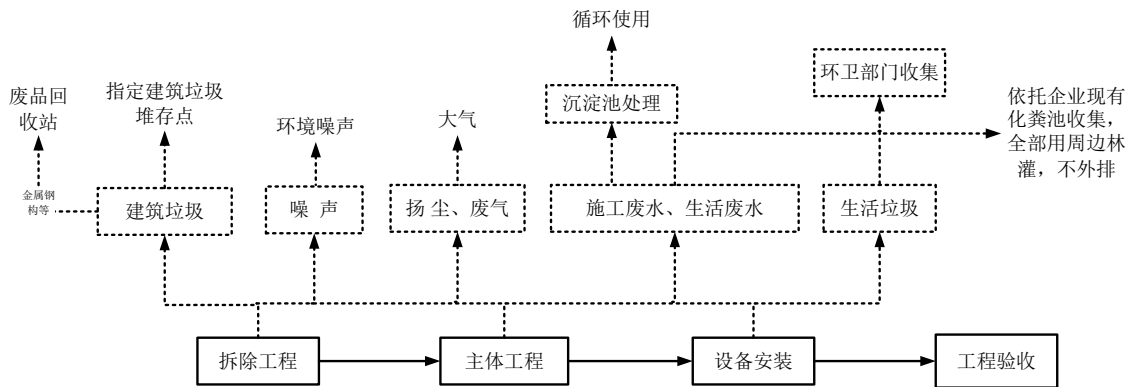 循环使用
环卫部门收集
废品回
收站
指定建筑垃圾
堆存点
环境噪声
大气
沉淀池处理
依托企业现有
化粪池收集，
全部用周边林
灌，不外排
金属钢
构等
建筑垃圾
噪 声
扬 尘、废气
施工废水、生活废水
生活垃圾
拆除工程
主体工程
设备安装
工程验收